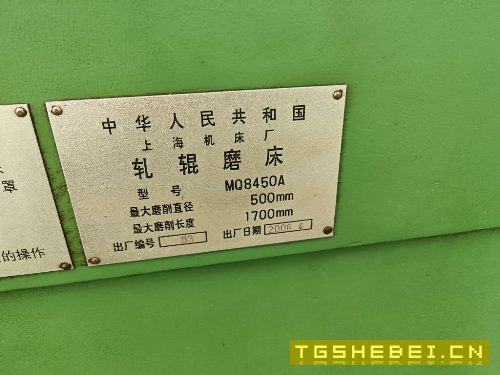 中华人民共和国
上海机床厂
轧辊磨床
型号 MQ8450A
最大磨削直径 500mm
最大磨削长度 1700mm
出厂编号 83 出厂日期 2006 6
罩
的操作
TGSHEBEI.CN